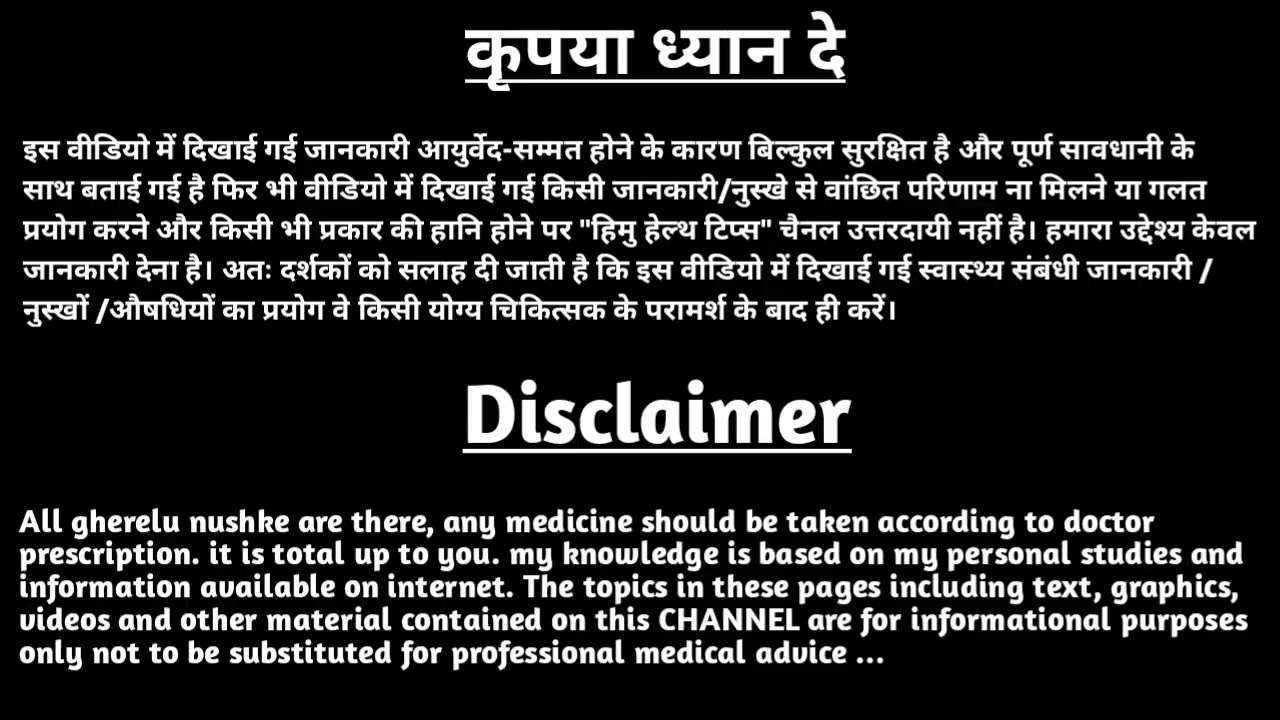 कृपया ध्यान दे
इस वीडियो में दिखाई गई जानकारी आयुर्वेद-सम्मत होने के कारण बिल्कुल सुरक्षित है और पूर्ण सावधानी के
साथ बताई गई है फिर भी वीडियो में दिखाई गई किसी जानकारी/नुस्खे से वांछित परिणाम ना मिलने या गलत
प्रयोग करने और किसी भी प्रकार की हानि होने पर "हिमु हेल्थ टिप्स" चैनल उत्तरदायी नहीं है। हमारा उद्देश्य केवल
जानकारी देना है। अतः दर्शकों को सलाह दी जाती है कि इस वीडियो में दिखाई गई स्वास्थ्य संबंधी जानकारी /
नुस्खों /औषधियों का प्रयोग वे किसी योग्य चिकित्सक के परामर्श के बाद ही करें।
Disclaimer
All gherelu nushke are there, any medicine should be taken according to doctor
prescription. it is total up to you. my knowledge is based on my personal studies and
information available on internet. The topics in these pages including text, graphics,
videos and other material contained on this CHANNEL are for informational purposes
only not to be substituted for professional medical advice ...